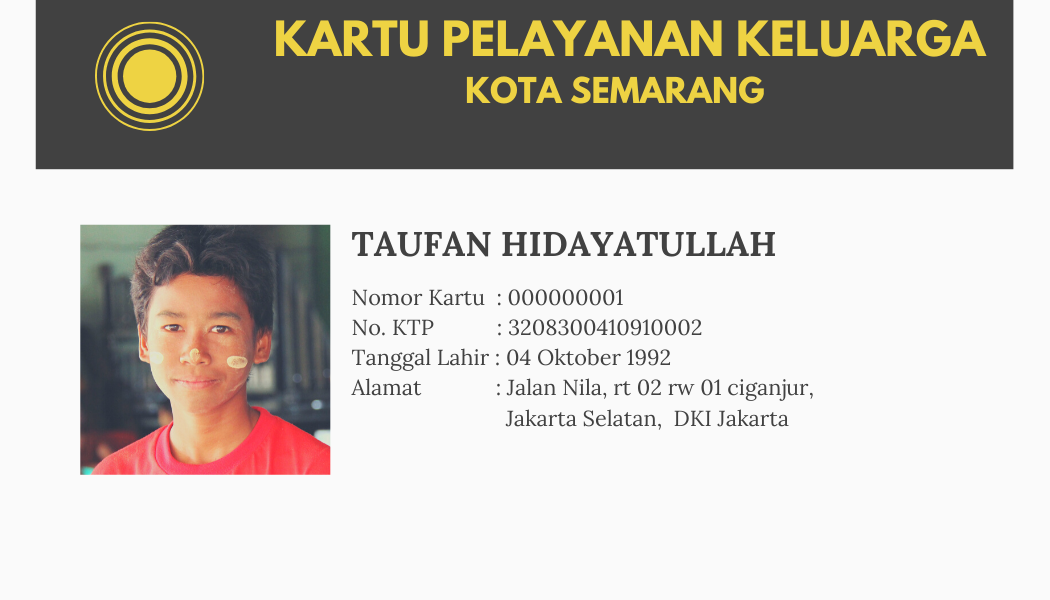 KARTU PELAYANAN KELUARGA
KOTA SEMARANG
TAUFAN HIDAYATULLAH
Nomor Kartu : 000000001
No. KTP : 3208300410910002
Tanggal Lahir : 04 Oktober 1992
Alamat : Jalan Nila, rt 02 rw 01 ciganjur,
Jakarta Selatan, DKI Jakarta